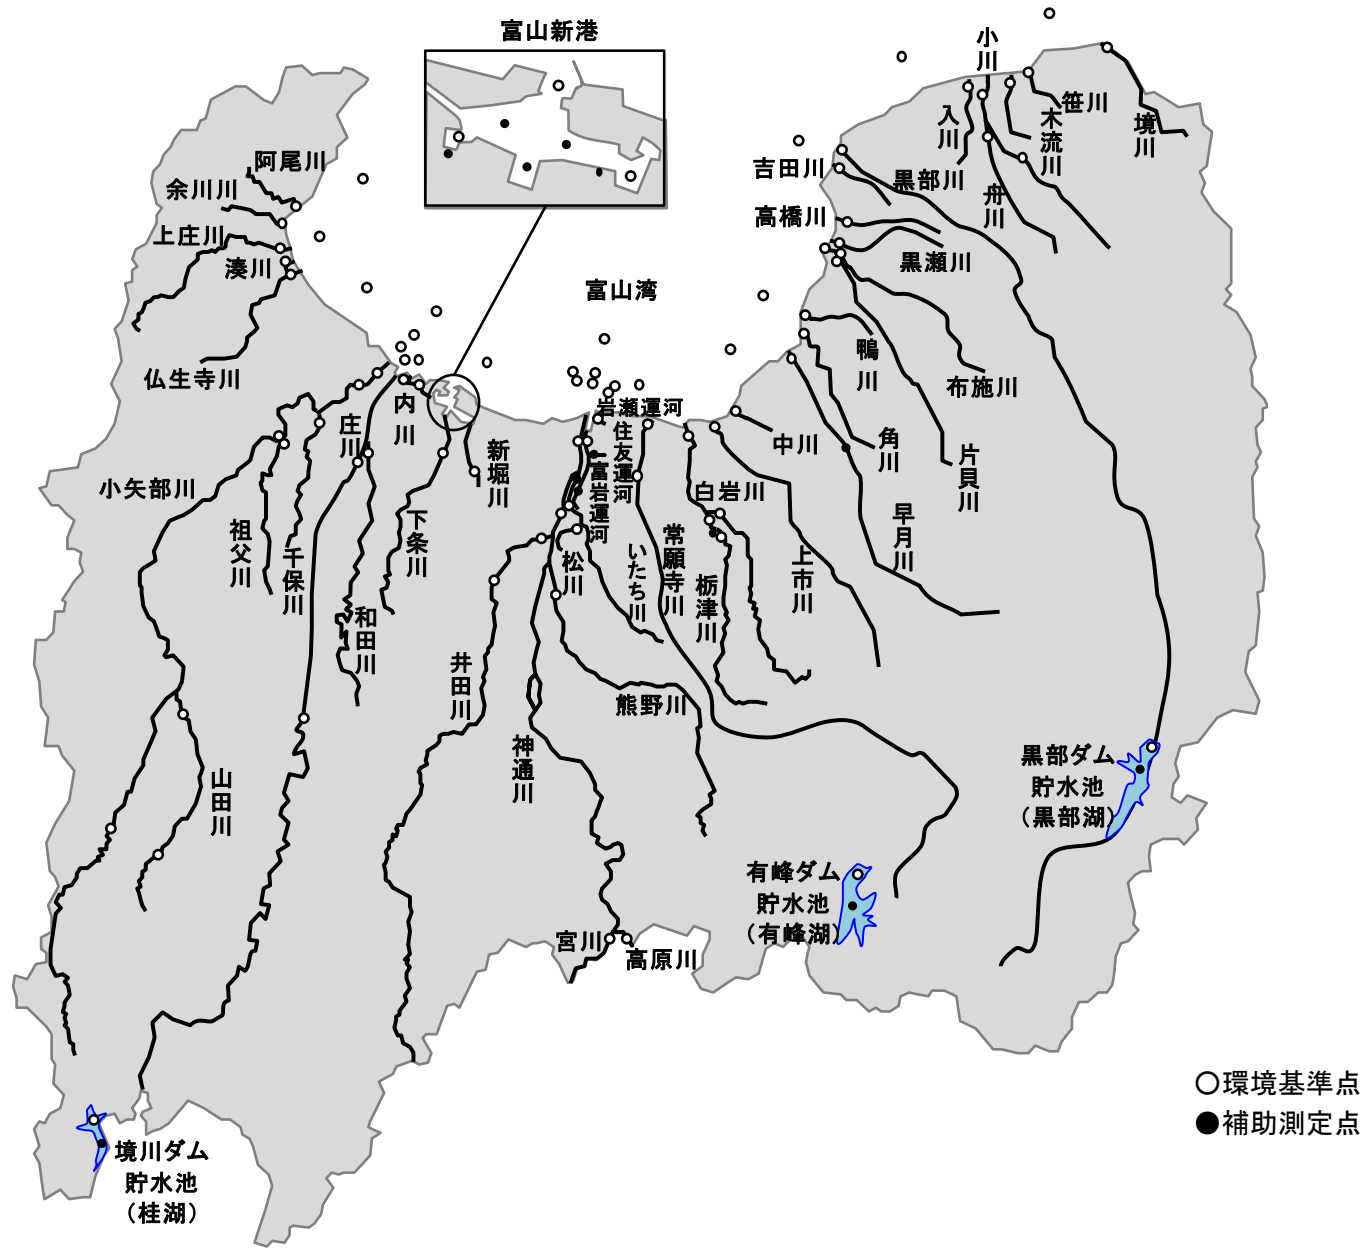 富山新港
小川
入川
木流川
笹川
境川
阿尾川
余川川
上庄川
湊川
仏生寺川
吉田川
黒部川
舟川
高橋川
黒瀬川
富山湾
鴨川
布施川
岩瀬運河
住友運河
富岩運河
中川
角川
片貝川
早月川
内川
庄川
新堀川
小矢部川
祖父川
千保川
和田川
下条川
松川
いたち川
常願寺川
白岩川
栃津川
上市川
井田川
神通川
熊野川
山田川
黒部ダム
貯水池
（黒部湖）
有峰ダム
貯水池
（有峰湖）
宮川
高原川
○環境基準点
●補助測定点
境川ダム
貯水池
（桂湖）